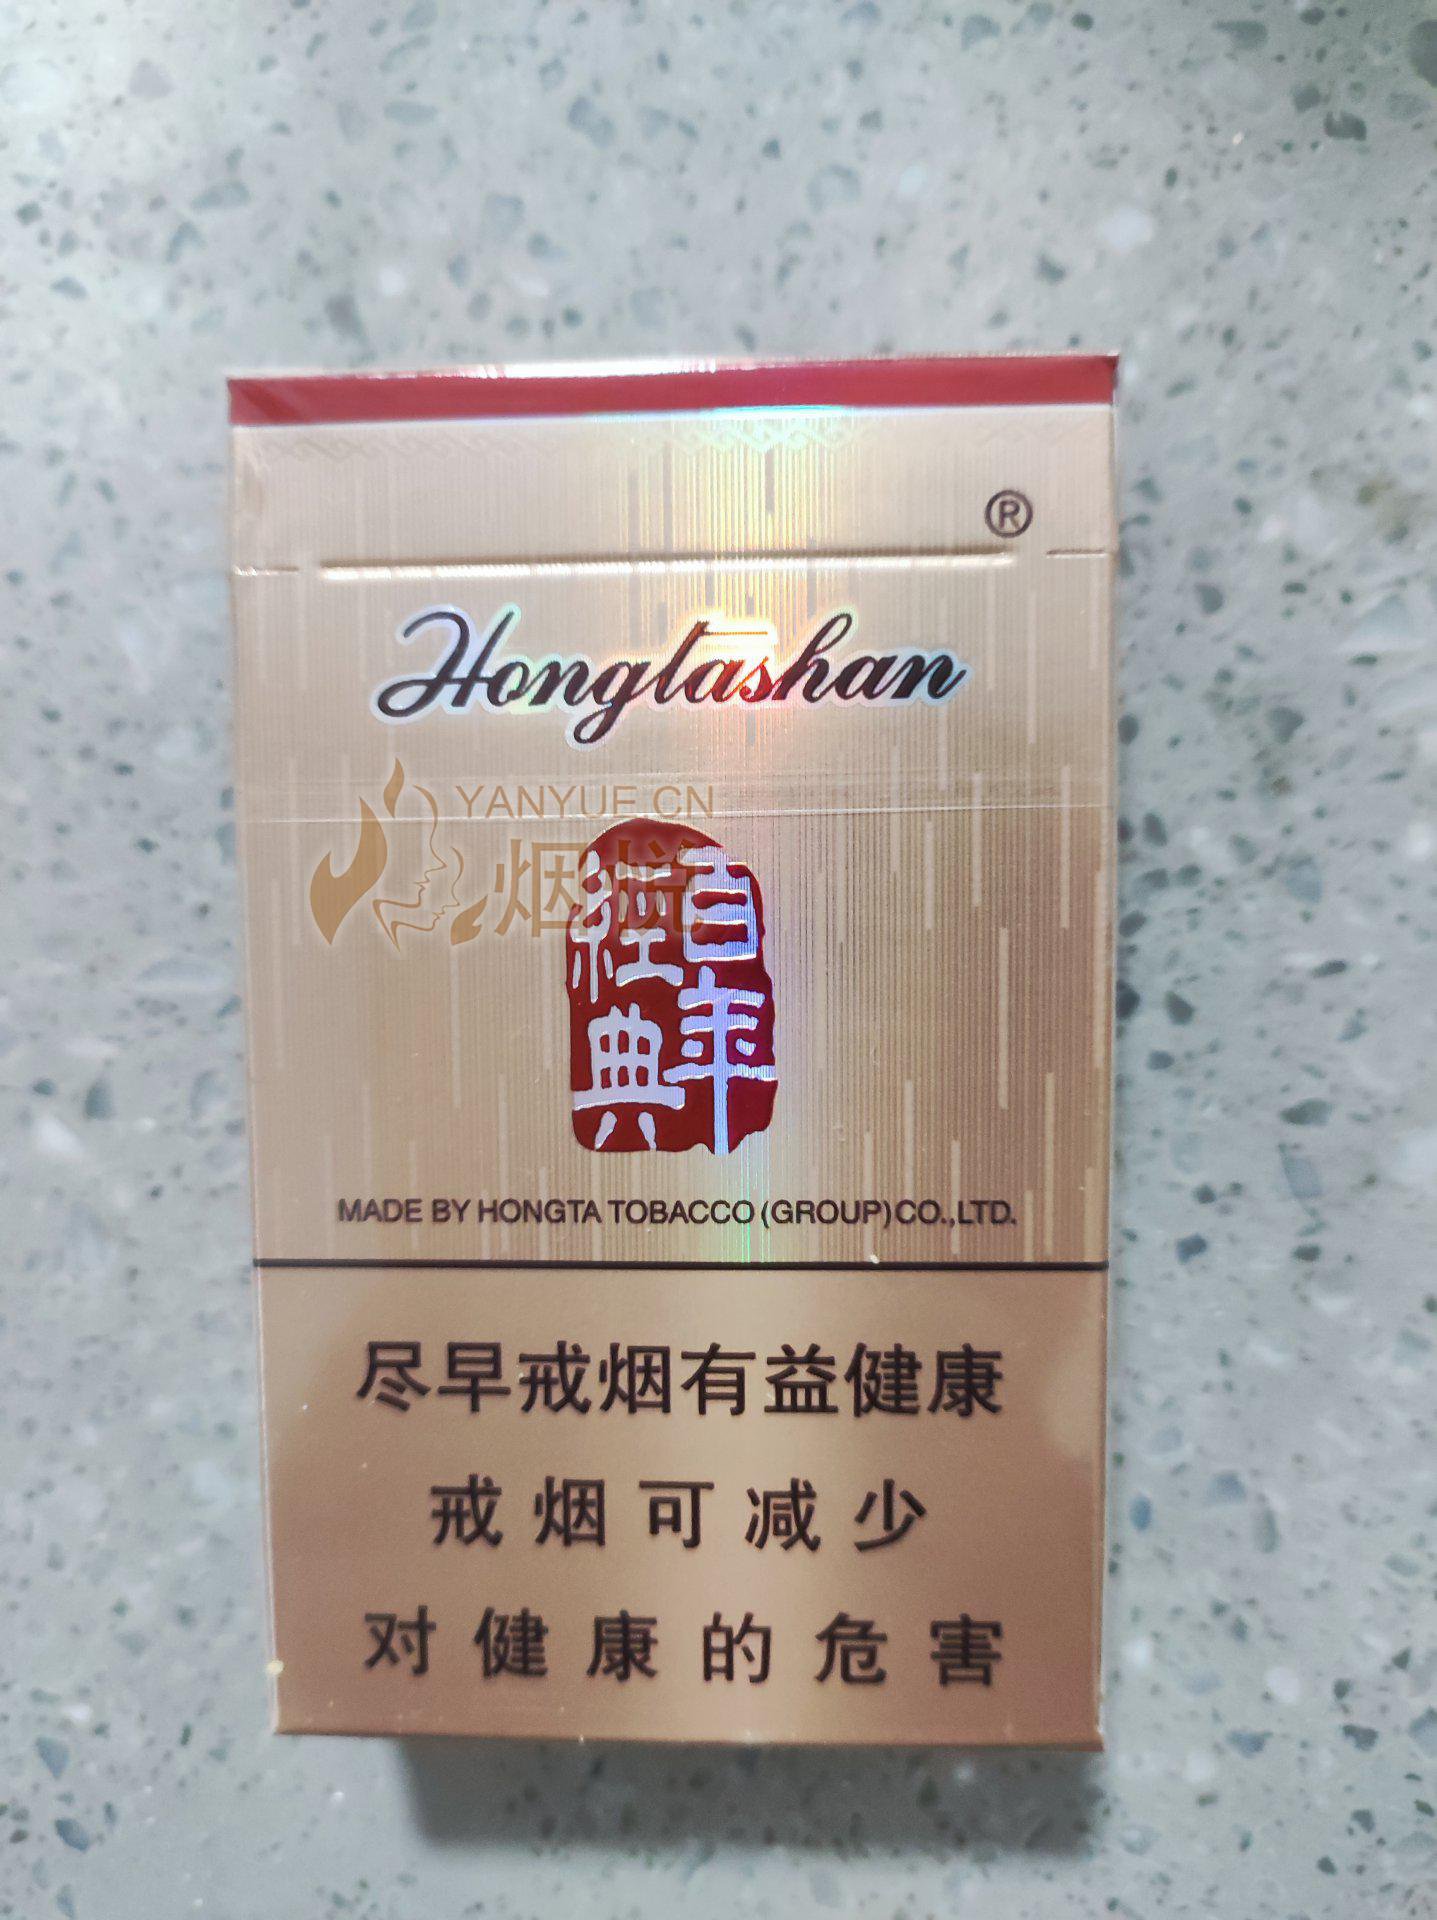 ®
Hongtashan
YANYUE.CN
烟悦
百年
經典
MADE BY HONGTA TOBACCO (GROUP) CO., LTD.
尽早戒烟有益健康
戒烟可减少
对健康的危害